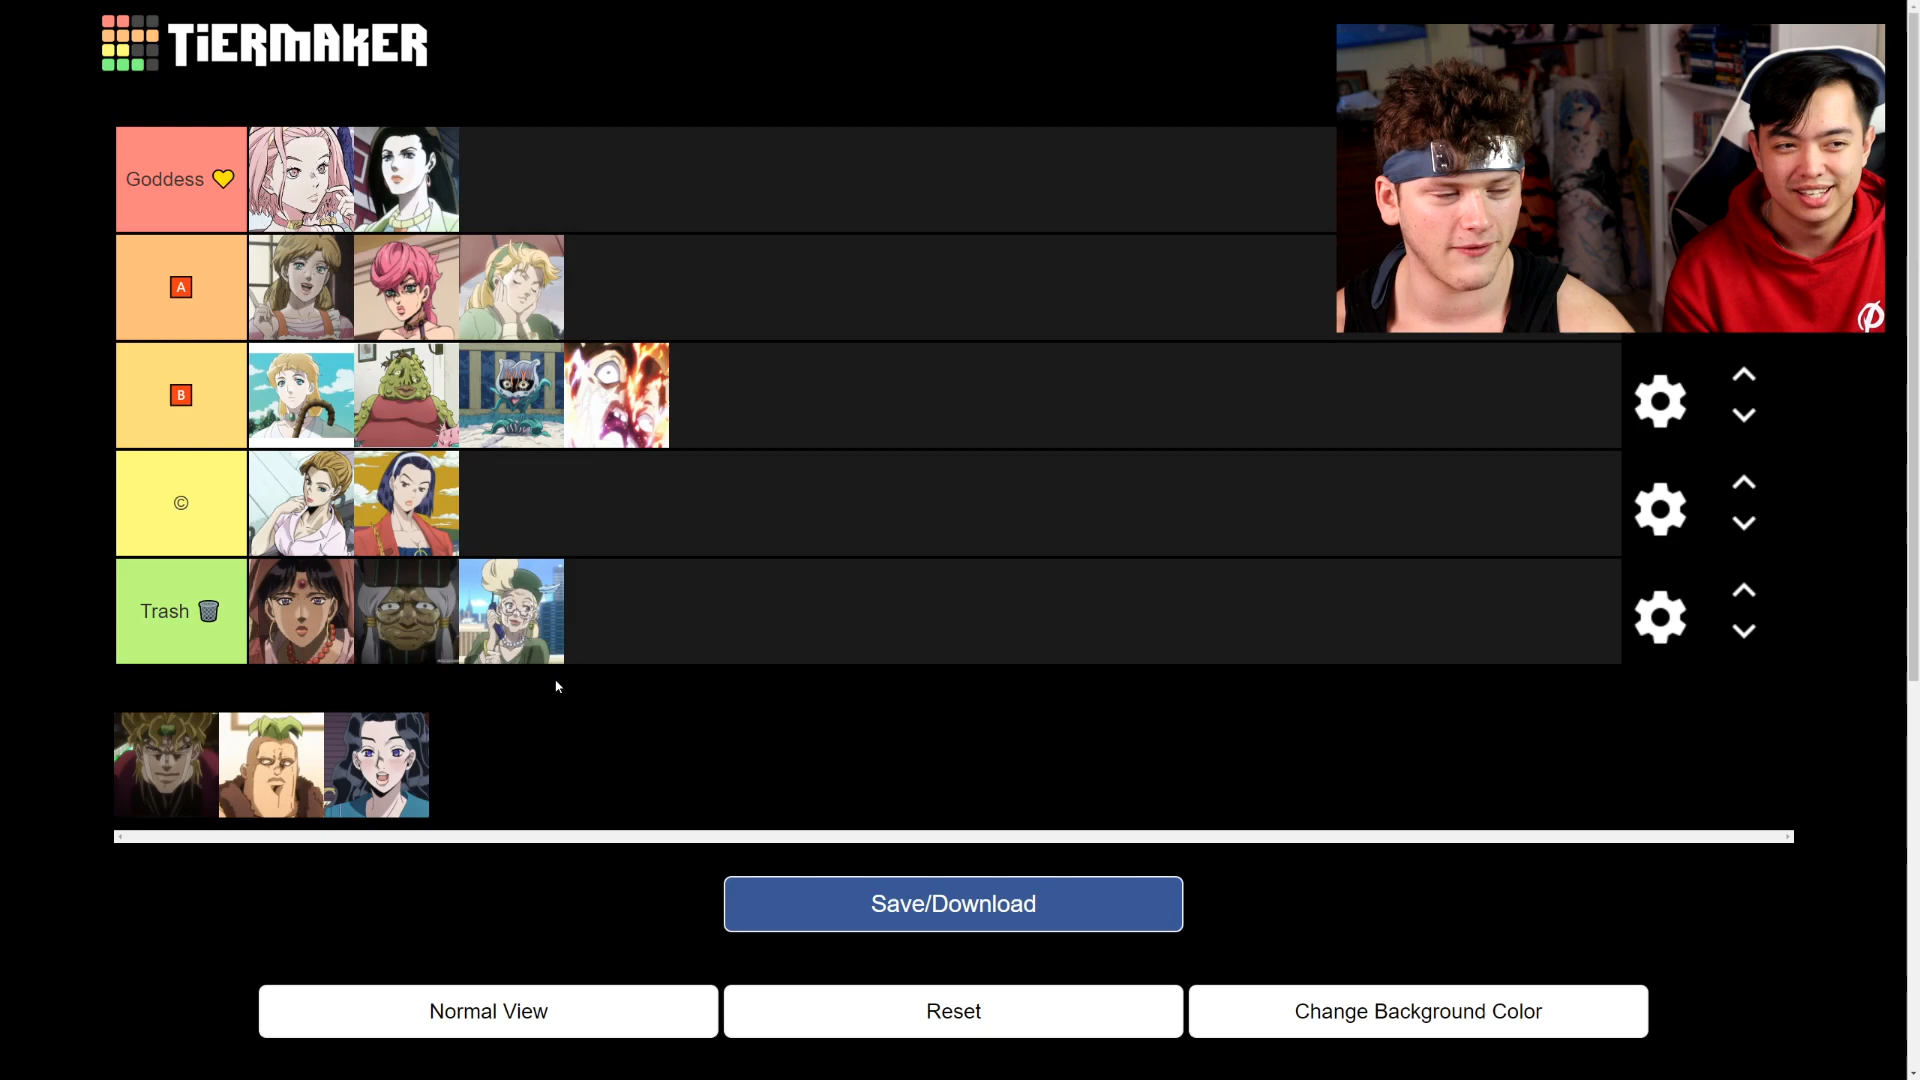 TiERMAKER
Goddess 💛
A
B
©
Trash 🗑
Save/Download
Normal View
Reset
Change Background Color